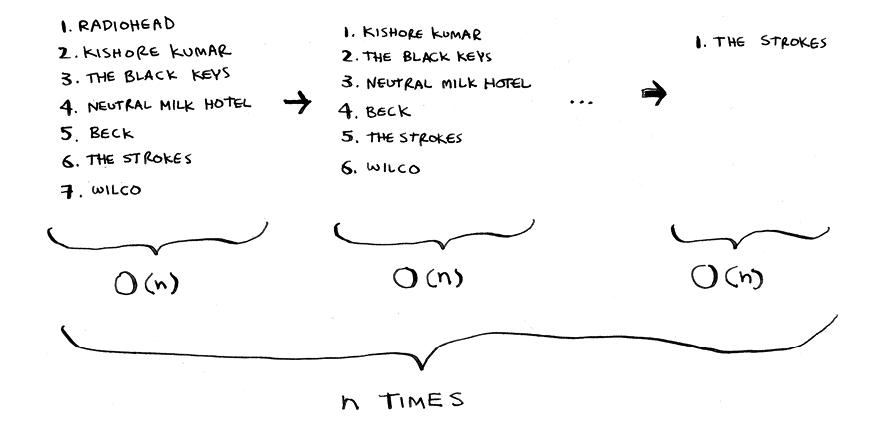 1. RADIOHEAD
2. KISHORE KUMAR
3. THE BLACK KEYS
4. NEUTRAL MILK HOTEL
5. BECK
6. THE STROKES
7. WILCO
1. KISHORE KUMAR
2. THE BLACK KEYS
3. NEUTRAL MILK HOTEL
4. BECK
5. THE STROKES
6. WILCO
...
1. THE STROKES
O(n)
O(n)
O(n)
n TIMES